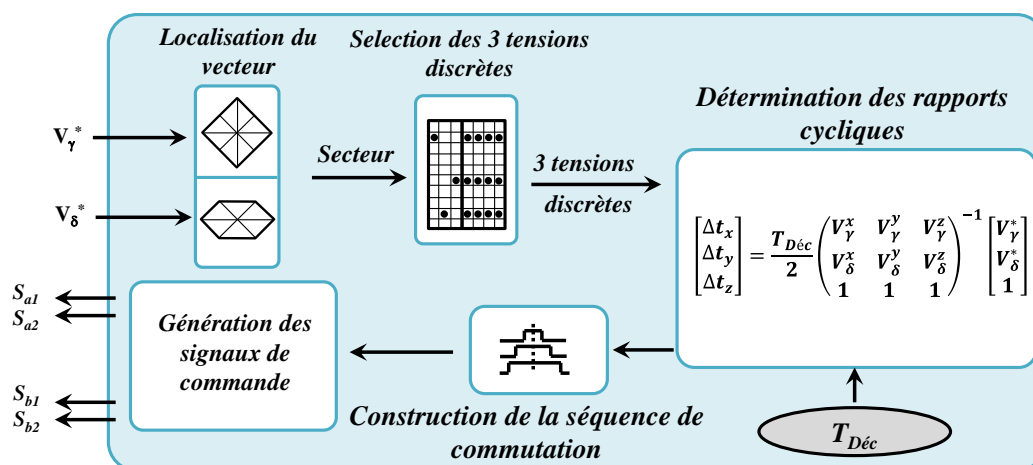 Localisation du
vecteur
Selection des 3 tensions
discrètes
Détermination des rapports
cycliques
Vγ*
Vδ*
Secteur
3 tensions
discrètes
[Δtx Δty Δtz] = TDéc/2 (Vγx Vγy Vγz Vδx Vδy Vδz 1 1 1)−1 [Vγ* Vδ* 1]
Sa1
Sa2
Sb1
Sb2
Génération des
signaux de
commande
Construction de la séquence de
commutation
TDéc